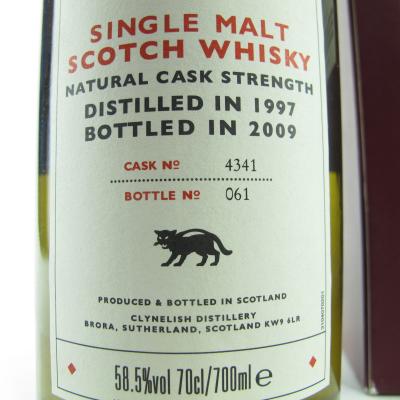 SINGLE MALT
SCOTCH WHISKY
NATURAL CASK STRENGTH
DISTILLED IN 1997
BOTTLED IN 2009
CASK Nº 4341
BOTTLE Nº 061
PRODUCED & BOTTLED IN SCOTLAND
CLYNELISH DISTILLERY
BRORA, SUTHERLAND, SCOTLAND KW9 6LR
58.5%vol 70cl/700ml e